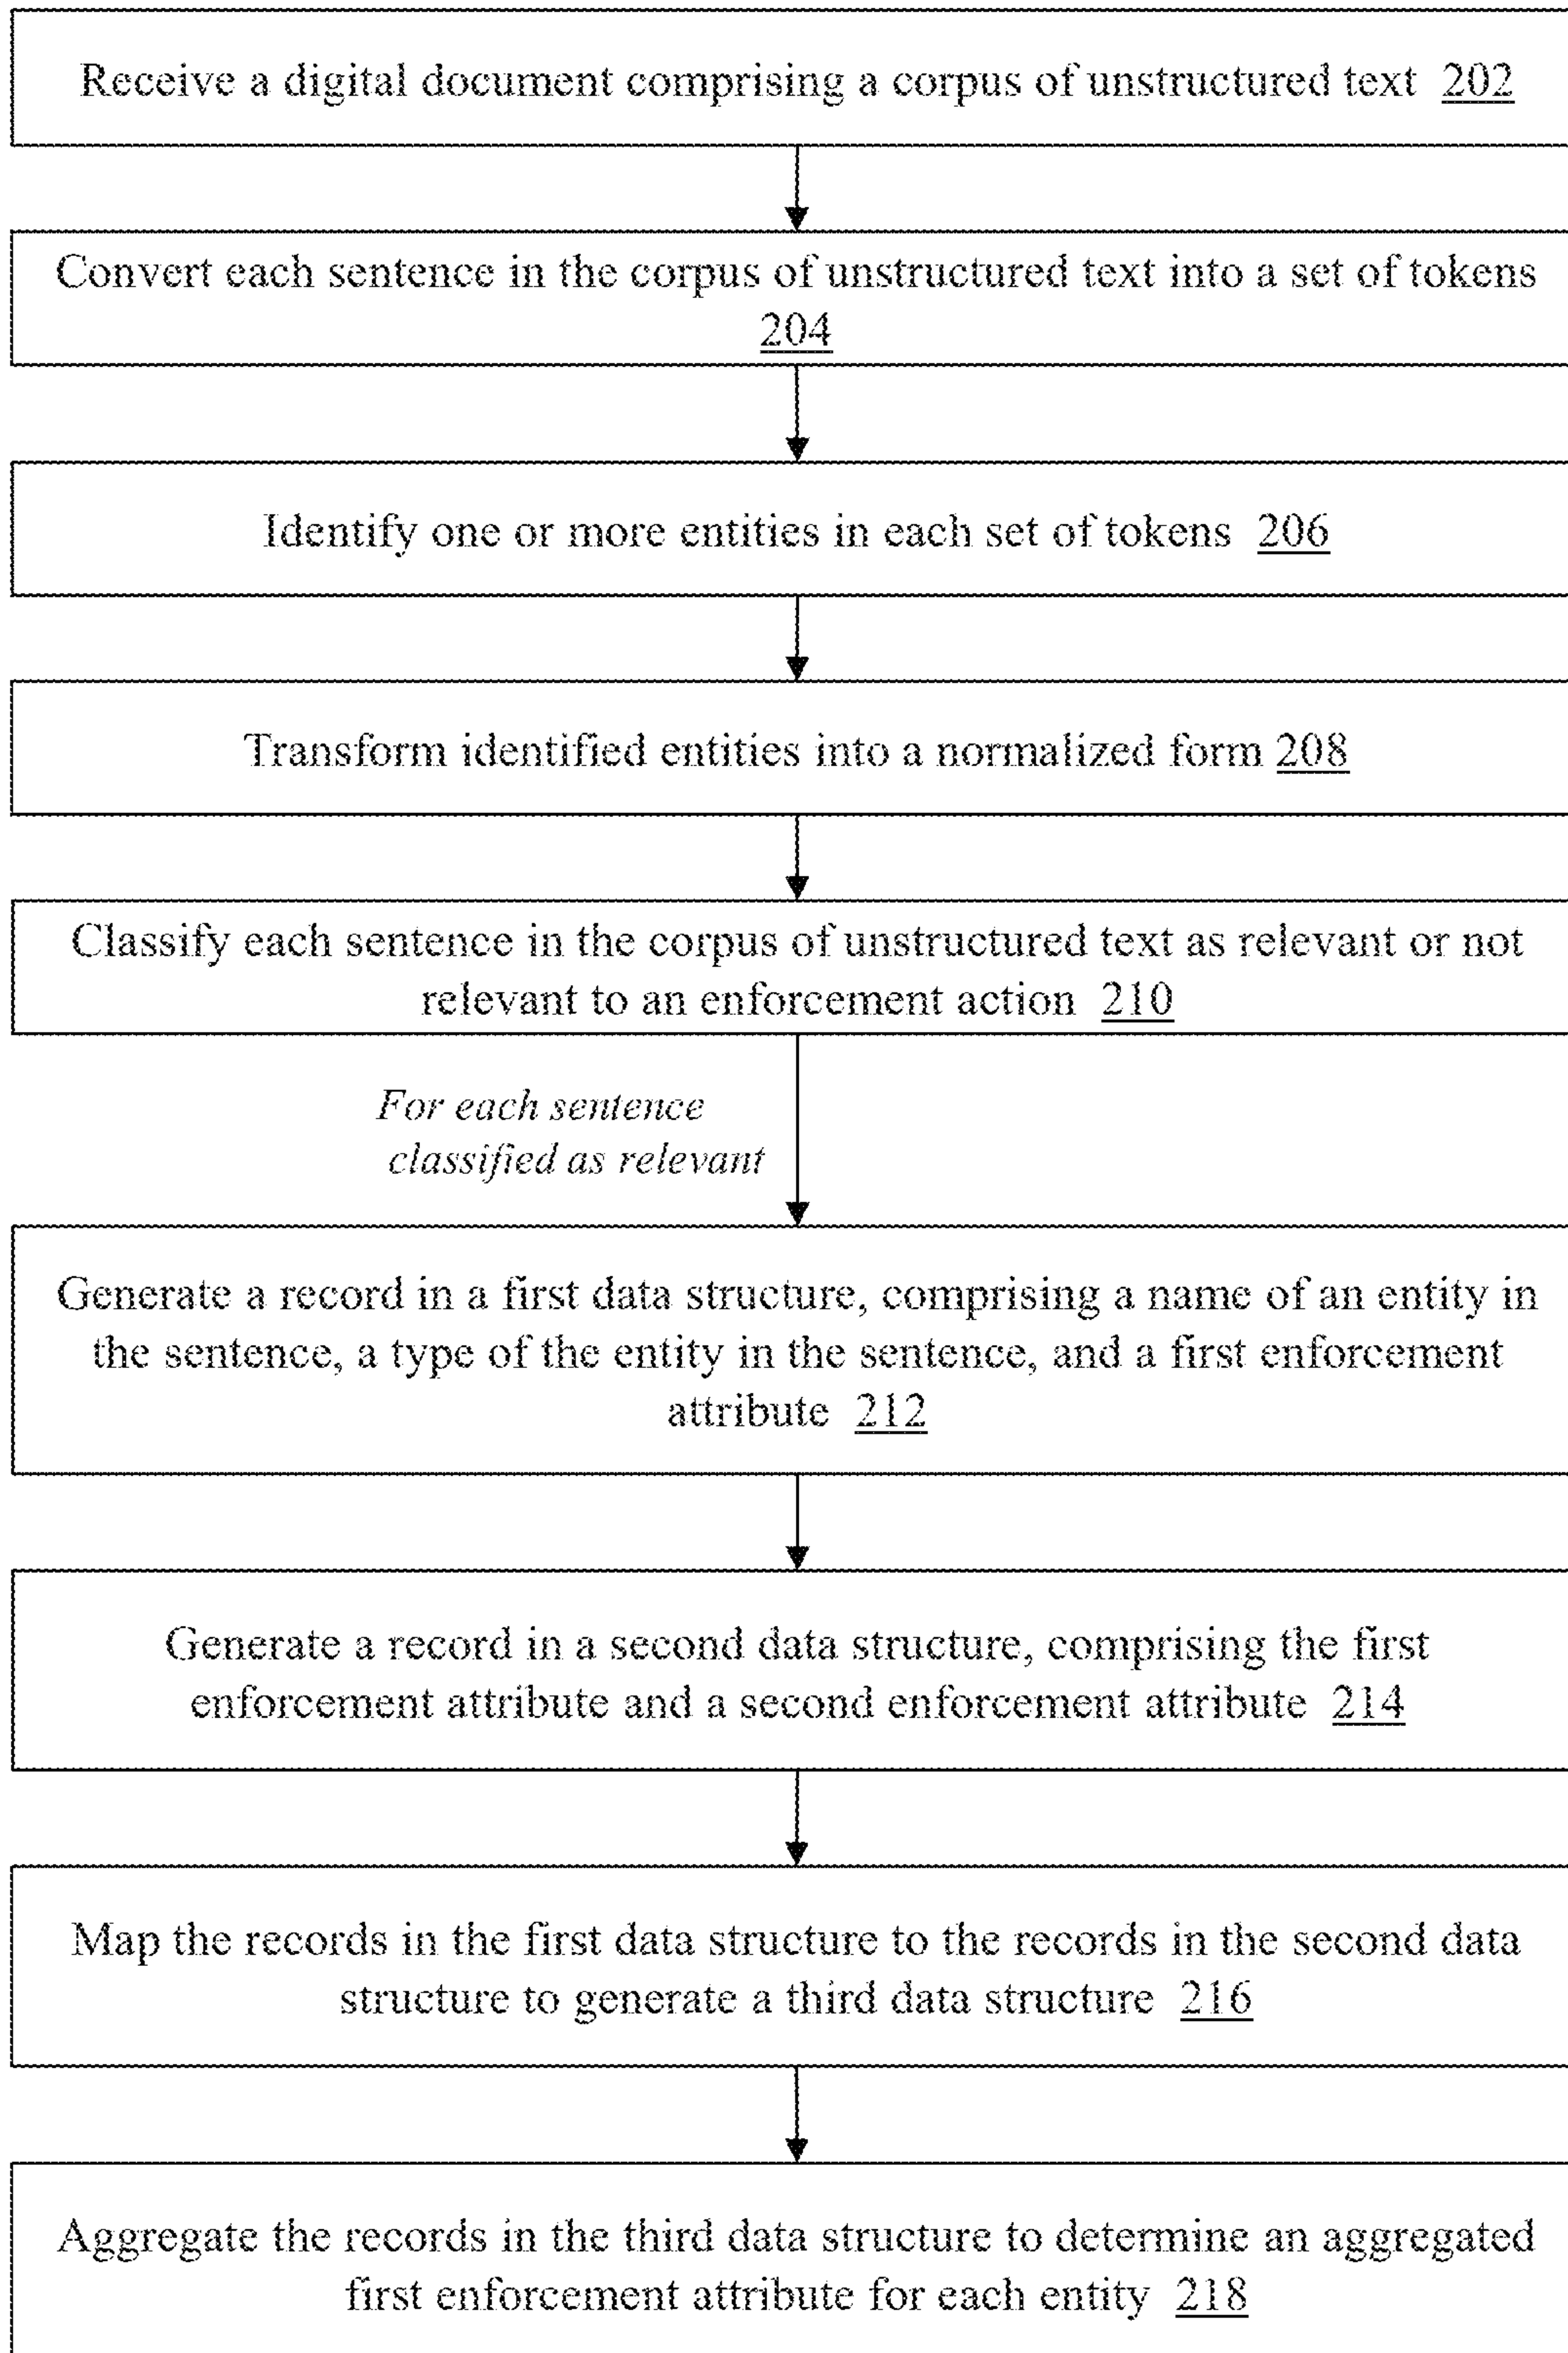 Receive a digital document comprising a corpus of unstructured text 202
Convert each sentence in the corpus of unstructured text into a set of tokens
204
Identify one or more entities in each set of tokens 206
Transform identified entities into a normalized form 208
Classify each sentence in the corpus of unstructured text as relevant or not
relevant to an enforcement action 210
For each sentence
classified as relevant
Generate a record in a first data structure, comprising a name of an entity in
the sentence, a type of the entity in the sentence, and a first enforcement
attribute 212
Generate a record in a second data structure, comprising the first
enforcement attribute and a second enforcement attribute 214
Map the records in the first data structure to the records in the second data
structure to generate a third data structure 216
Aggregate the records in the third data structure to determine an aggregated
first enforcement attribute for each entity 218